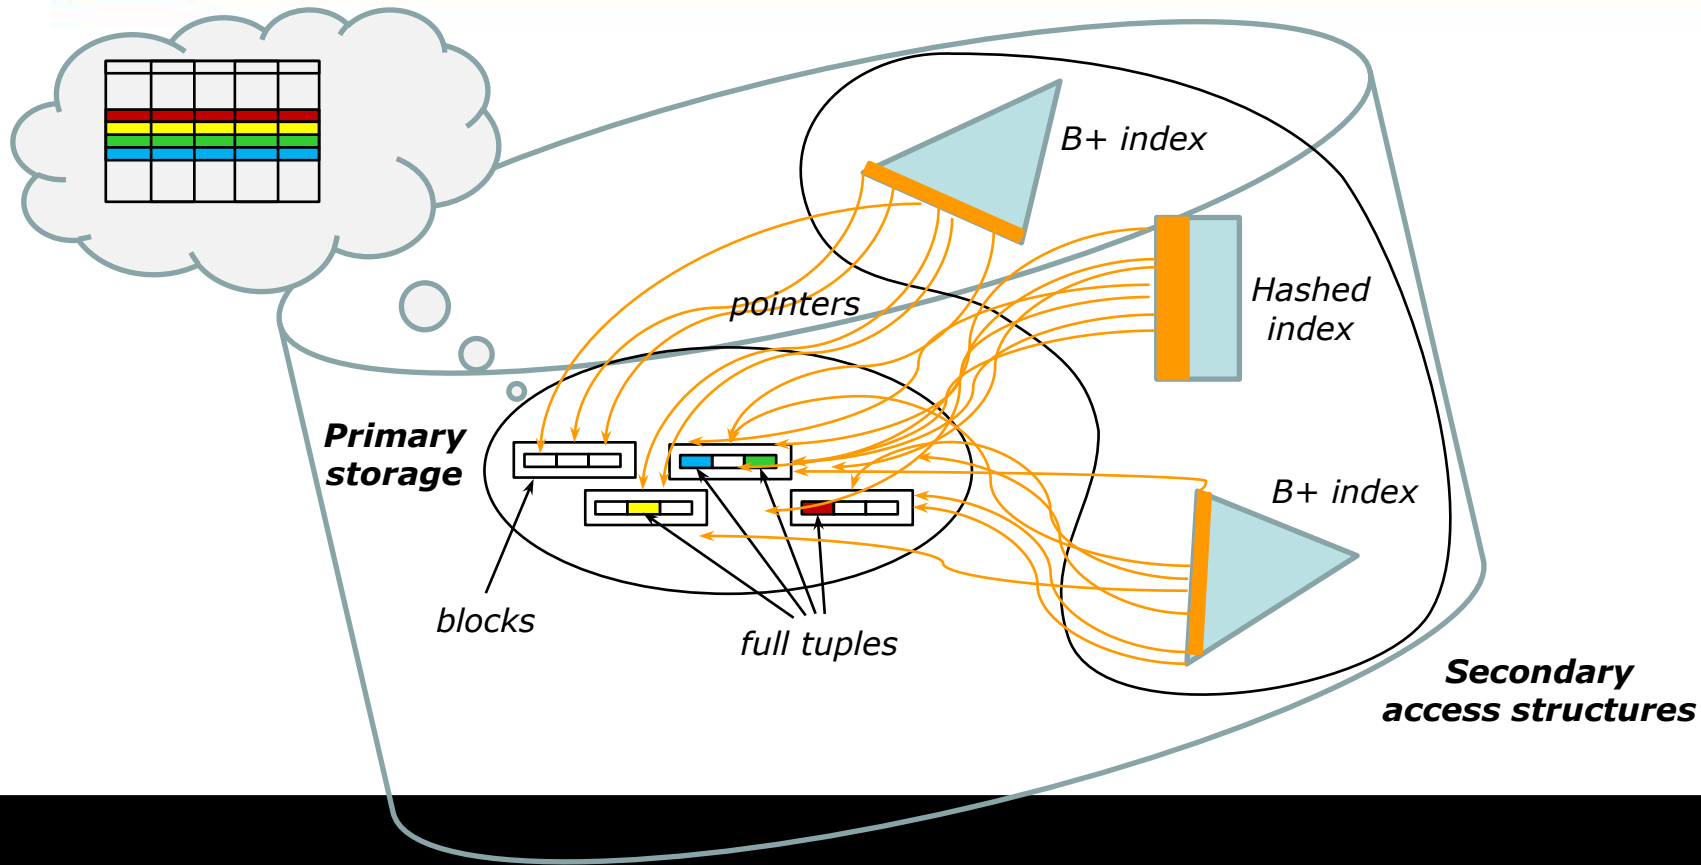 B+ index
pointers
Hashed
index
Primary
storage
B+ index
blocks
full tuples
Secondary
access structures